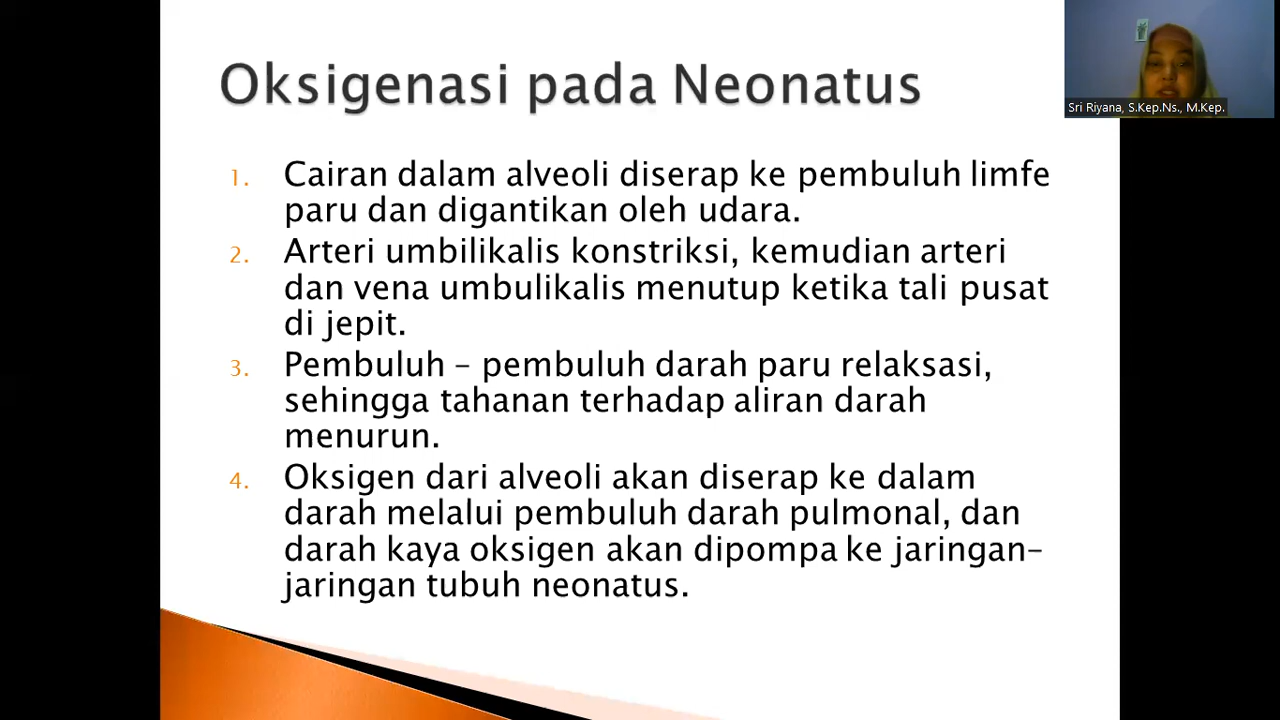 Oksigenasi pada Neonatus
Sri Riyana, S.Kep.Ns., M.Kep.
1. Cairan dalam alveoli diserap ke pembuluh limfe
paru dan digantikan oleh udara.
2. Arteri umbilikalis konstriksi, kemudian arteri
dan vena umbulikalis menutup ketika tali pusat
di jepit.
3. Pembuluh – pembuluh darah paru relaksasi,
sehingga tahanan terhadap aliran darah
menurun.
4. Oksigen dari alveoli akan diserap ke dalam
darah melalui pembuluh darah pulmonal, dan
darah kaya oksigen akan dipompa ke jaringan–
jaringan tubuh neonatus.